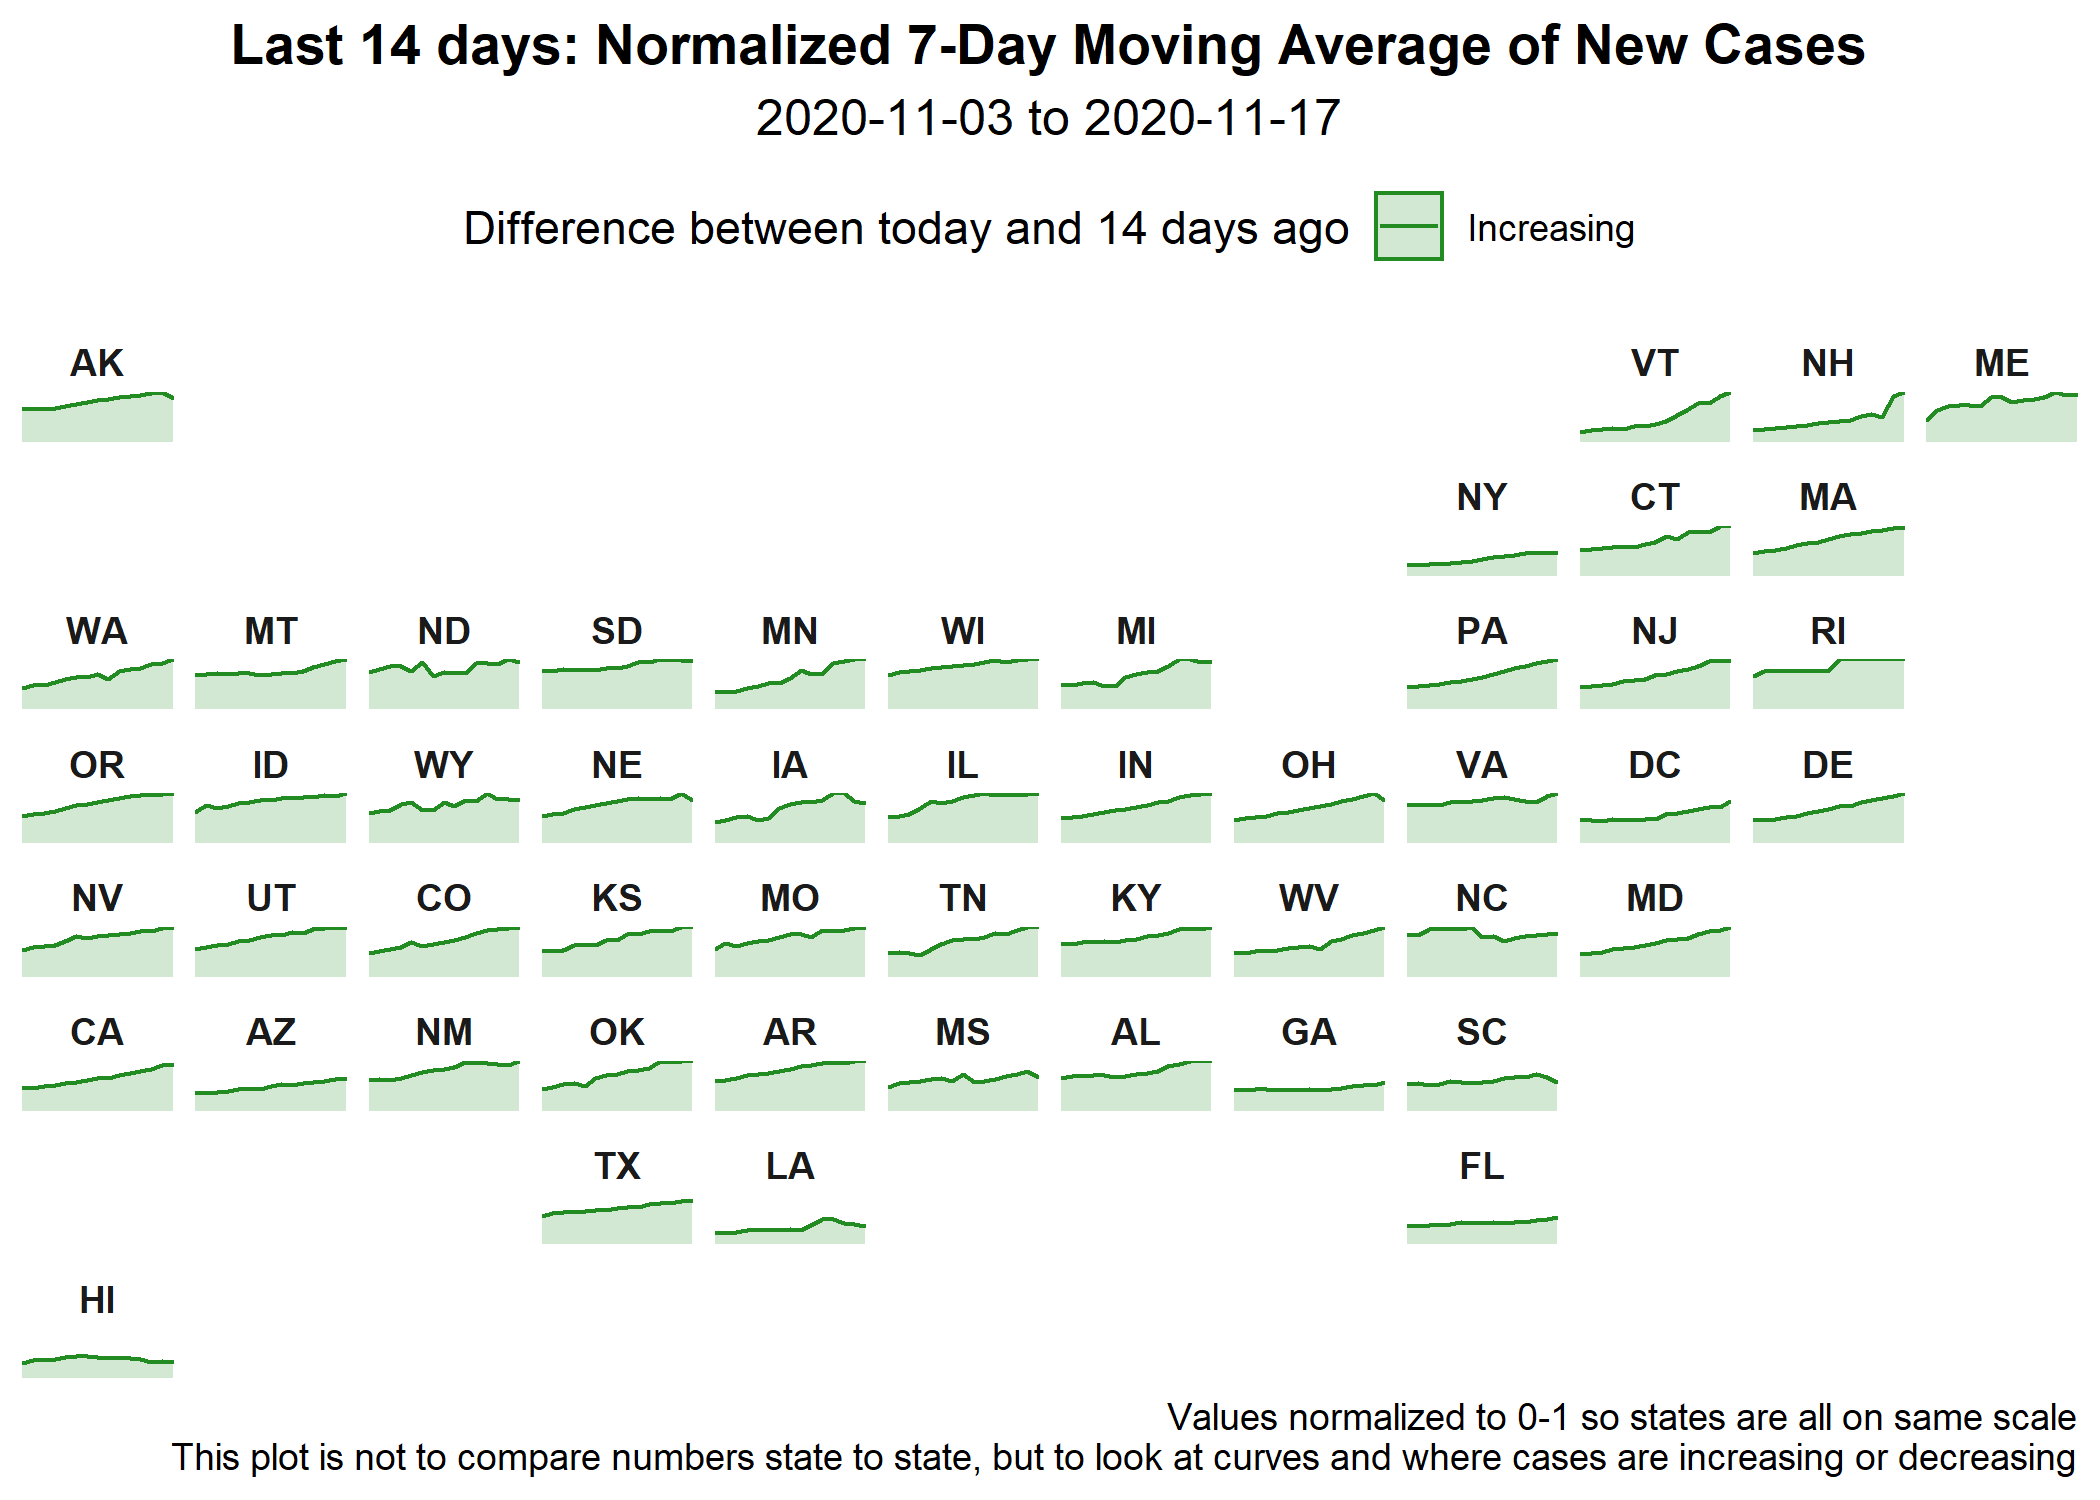 Last 14 days: Normalized 7-Day Moving Average of New Cases
2020-11-03 to 2020-11-17
Difference between today and 14 days ago Increasing
AK VT NH ME
NY CT MA
WA MT ND SD MN WI MI PA NJ RI
OR ID WY NE IA IL IN OH VA DC DE
NV UT CO KS MO TN KY WV NC MD
CA AZ NM OK AR MS AL GA SC
TX LA FL
HI
Values normalized to 0-1 so states are all on same scale
This plot is not to compare numbers state to state, but to look at curves and where cases are increasing or decreasing